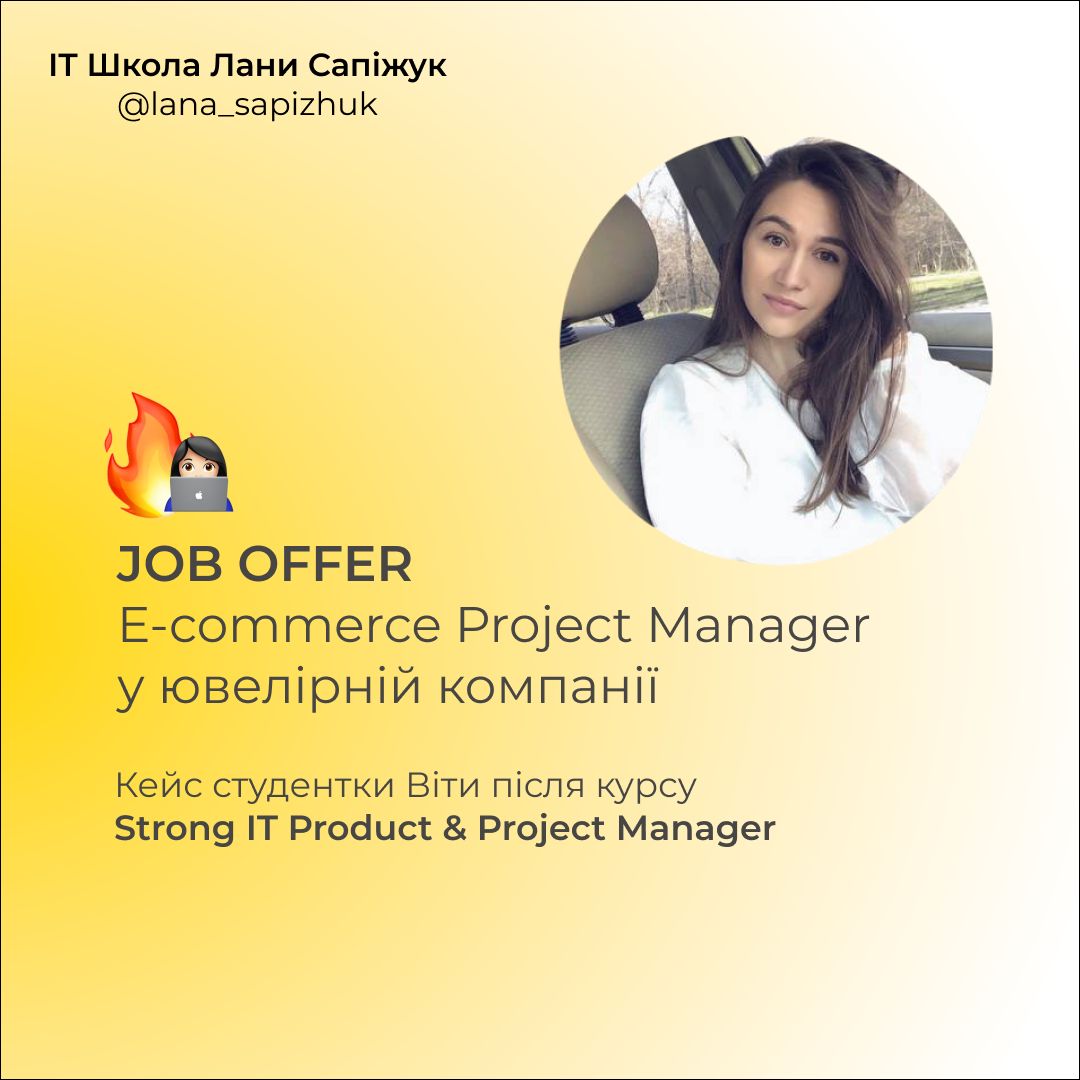 ІТ Школа Лани Сапіжук
@lana_sapizhuk
JOB OFFER
E-commerce Project Manager
у ювелірній компанії
Кейс студентки Віти після курсу
Strong IT Product & Project Manager